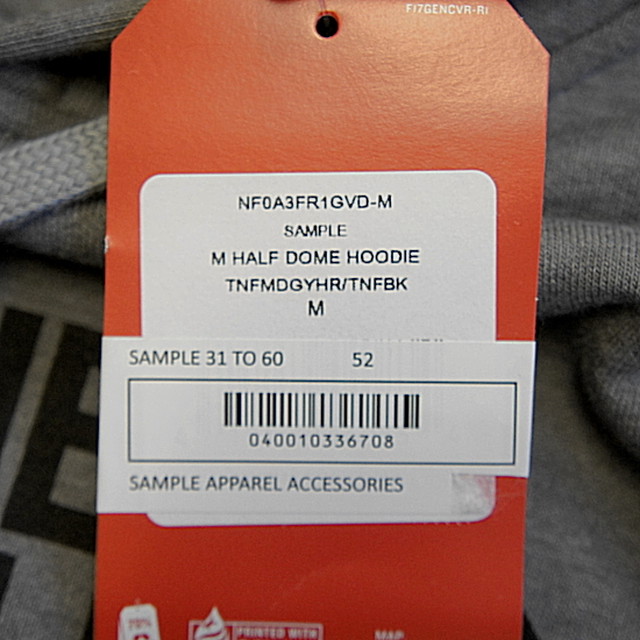 F17GENCVR-R1
NF0A3FR1GVD-M
SAMPLE
M HALF DOME HOODIE
TNFMDGYHR/TNFBK
M
SAMPLE 31 TO 60 52
040010336708
SAMPLE APPAREL ACCESSORIES
PRINTED WITH